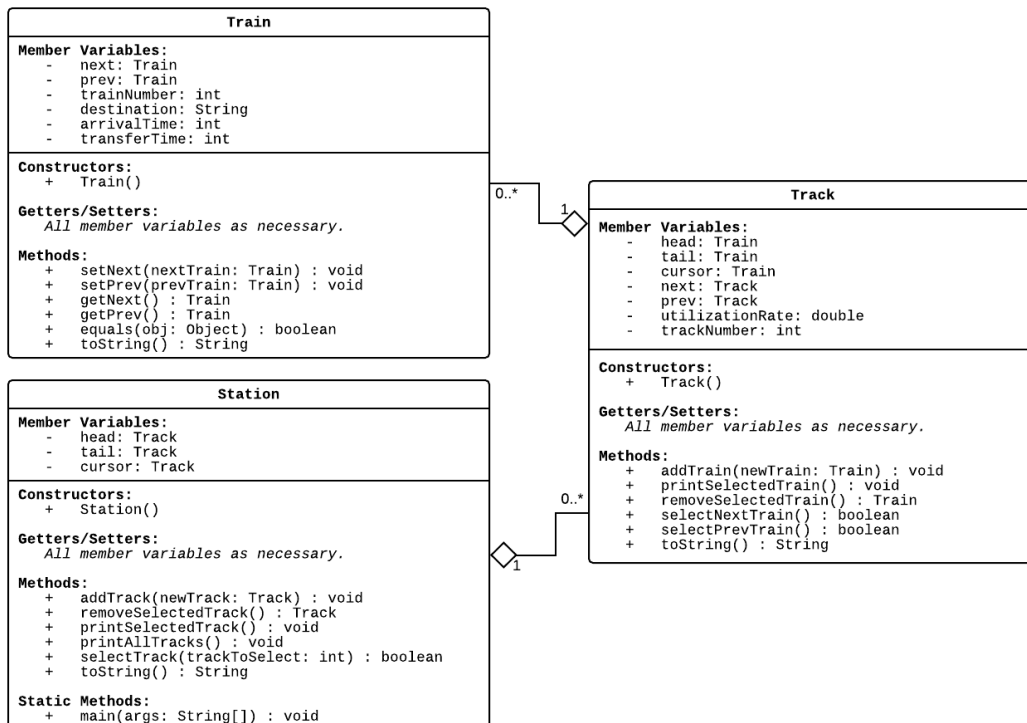 Train
Member Variables:
- next: Train
- prev: Train
- trainNumber: int
- destination: String
- arrivalTime: int
- transferTime: int
Constructors:
+ Train()
Getters/Setters:
All member variables as necessary.
Methods:
+ setNext(nextTrain: Train) : void
+ setPrev(prevTrain: Train) : void
+ getNext() : Train
+ getPrev() : Train
+ equals(obj: Object) : boolean
+ toString() : String
0..*
1
Track
Member Variables:
- head: Train
- tail: Train
- cursor: Train
- next: Track
- prev: Track
- utilizationRate: double
- trackNumber: int
Constructors:
+ Track()
Getters/Setters:
All member variables as necessary.
Methods:
+ addTrain(newTrain: Train) : void
+ printSelectedTrain() : void
+ removeSelectedTrain() : Train
+ selectNextTrain() : boolean
+ selectPrevTrain() : boolean
+ toString() : String
Station
Member Variables:
- head: Track
- tail: Track
- cursor: Track
Constructors:
+ Station()
Getters/Setters:
All member variables as necessary.
Methods:
+ addTrack(newTrack: Track) : void
+ removeSelectedTrack() : Track
+ printSelectedTrack() : void
+ printAllTracks() : void
+ selectTrack(trackToSelect: int) : boolean
+ toString() : String
Static Methods:
+ main(args: String[]) : void
0..*
1